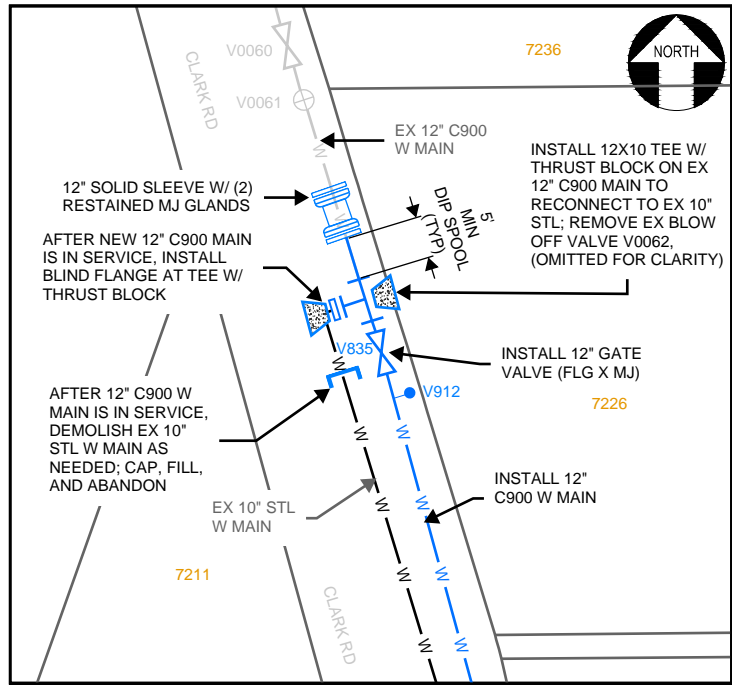 V0060
7236
NORTH
CLARK RD
V0061
EX 12" C900
W MAIN
INSTALL 12X10 TEE W/
THRUST BLOCK ON EX
12" C900 MAIN TO
RECONNECT TO EX 10"
STL; REMOVE EX BLOW
OFF VALVE V0062,
(OMITTED FOR CLARITY)
W
12" SOLID SLEEVE W/ (2)
RESTAINED MJ GLANDS
W
5'
MIN
DIP SPOOL
(TYP)
AFTER NEW 12" C900 MAIN
IS IN SERVICE, INSTALL
BLIND FLANGE AT TEE W/
THRUST BLOCK
V835
W
INSTALL 12" GATE
VALVE (FLG X MJ)
V912
AFTER 12" C900 W
MAIN IS IN SERVICE,
DEMOLISH EX 10"
STL W MAIN AS
NEEDED; CAP, FILL,
AND ABANDON
7226
W
W
INSTALL 12"
C900 W MAIN
EX 10" STL
W MAIN
W
W
7211
W
W
CLARK RD
W
W